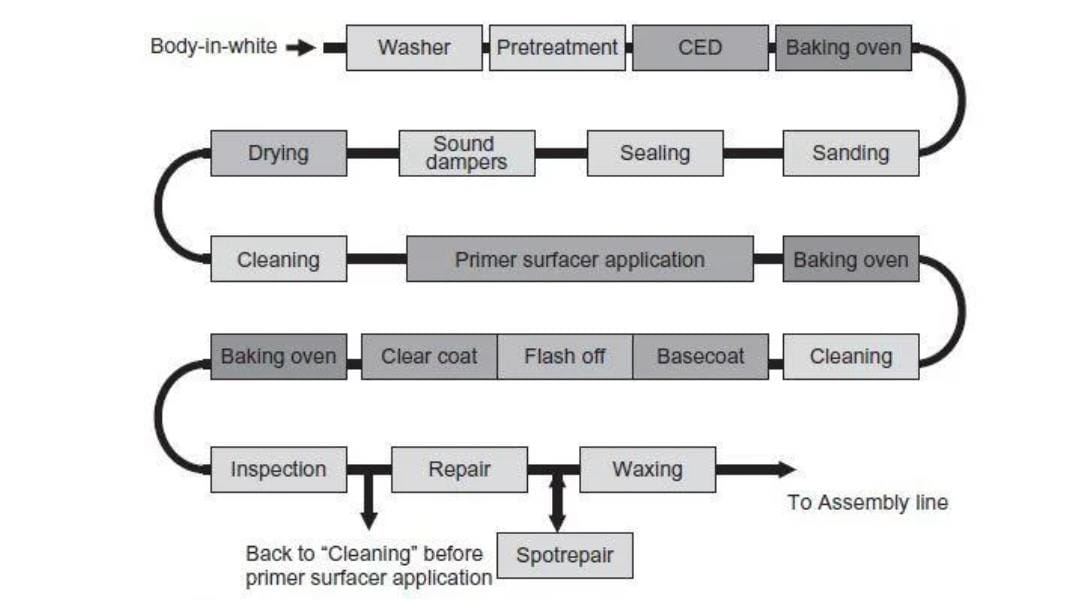 Body-in-white
Washer
Pretreatment
CED
Baking oven
Drying
Sound
dampers
Sealing
Sanding
Cleaning
Primer surfacer application
Baking oven
Baking oven
Clear coat
Flash off
Basecoat
Cleaning
Inspection
Repair
Waxing
To Assembly line
Back to “Cleaning” before
primer surfacer application
Spotrepair